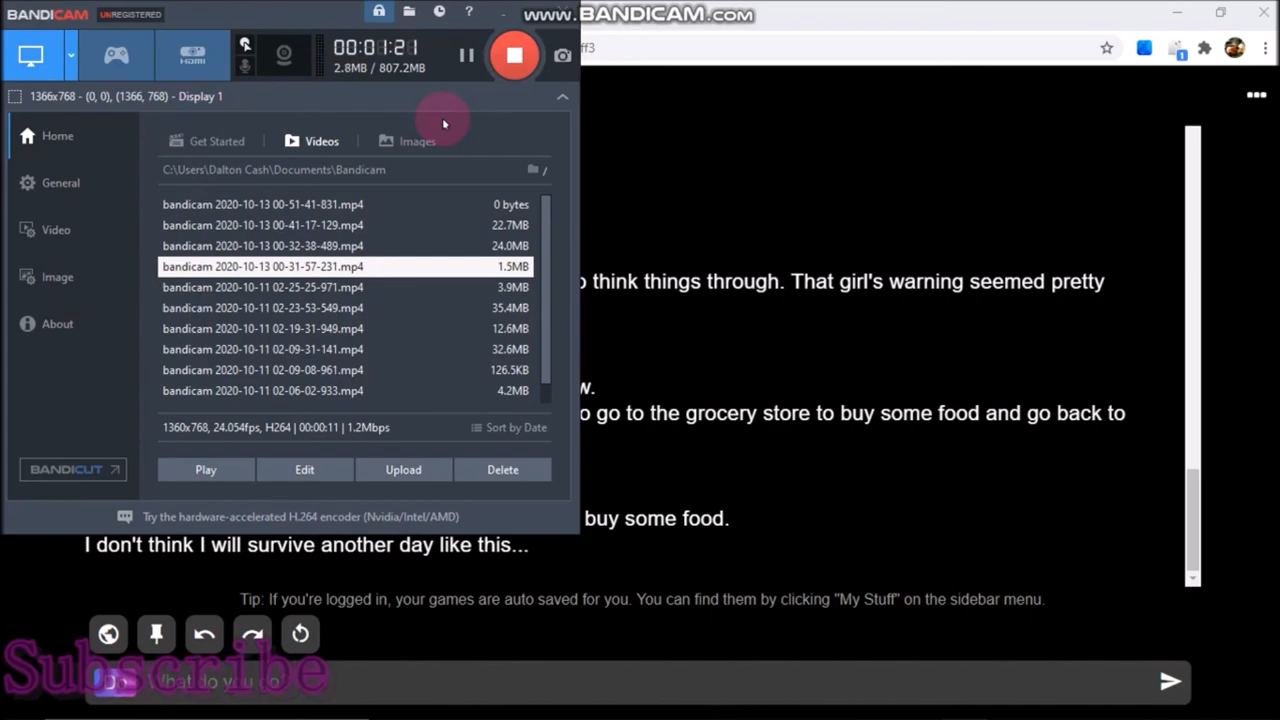 BANDICAM UNREGISTERED
www.BANDICAM.com
HDMI
00:01:21
2.8MB / 807.2MB
ff3
1
1366x768 - (0, 0), (1366, 768) - Display 1
Home
General
Video
Image
About
BANDICUT
Get Started
Videos
Images
C:\Users\Dalton Cash\Documents\Bandicam
/
bandicam 2020-10-13 00-51-41-831.mp4 0 bytes
bandicam 2020-10-13 00-41-17-129.mp4 22.7MB
bandicam 2020-10-13 00-32-38-489.mp4 24.0MB
bandicam 2020-10-13 00-31-57-231.mp4 1.5MB
bandicam 2020-10-11 02-25-25-971.mp4 3.9MB
bandicam 2020-10-11 02-23-53-549.mp4 35.4MB
bandicam 2020-10-11 02-19-31-949.mp4 12.6MB
bandicam 2020-10-11 02-09-31-141.mp4 32.6MB
bandicam 2020-10-11 02-09-08-961.mp4 126.5KB
bandicam 2020-10-11 02-06-02-933.mp4 4.2MB
1360x768, 24.054fps, H264 | 00:00:11 | 1.2Mbps
Sort by Date
Play
Edit
Upload
Delete
Try the hardware-accelerated H.264 encoder (Nvidia/Intel/AMD)
think things through. That girl's warning seemed pretty
w.
go to the grocery store to buy some food and go back to
buy some food.
I don't think I will survive another day like this...
Tip: If you're logged in, your games are auto saved for you. You can find them by clicking "My Stuff" on the sidebar menu.
Subscribe
Do
What do you do